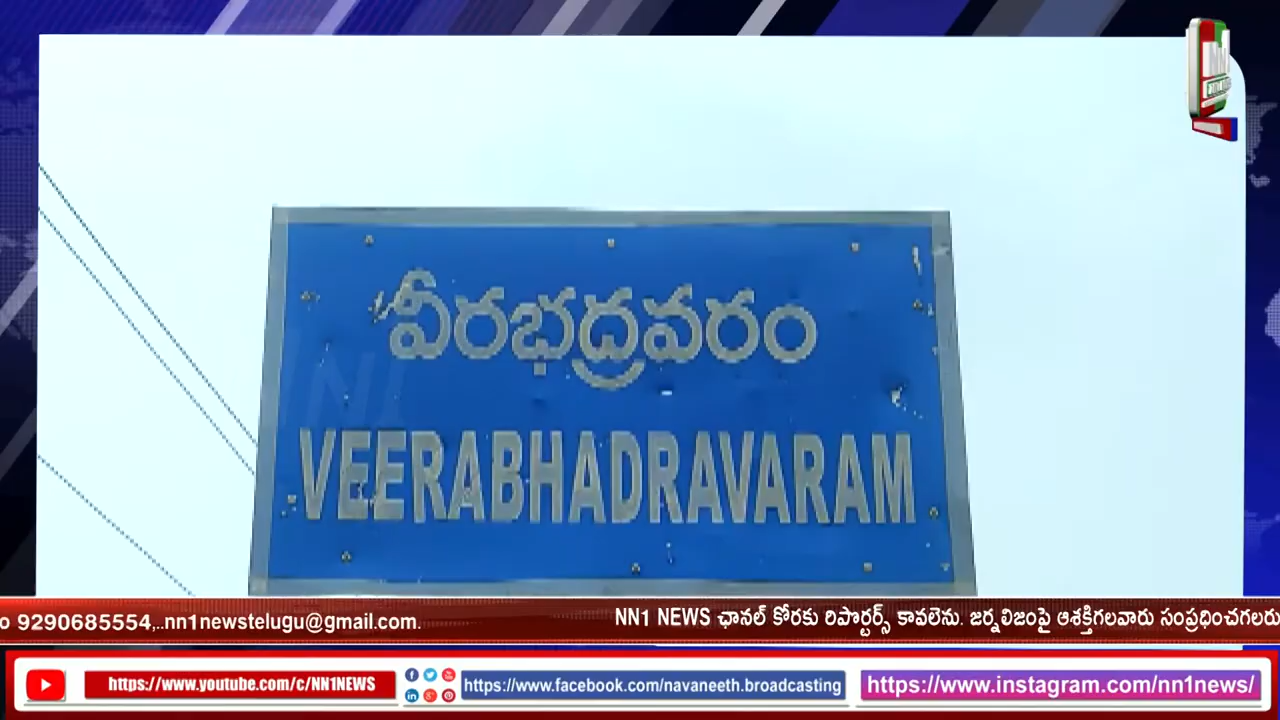 వీరభద్రవరం
VEERABHADRAVARAM
9290685554,..nn1newstelugu@gmail.com.
NN1 NEWS ఛానల్ కోరకు రిపొర్టర్స్ కావలెను. జర్నలిజంపై ఆశక్తిగలవారు సంప్రధించగలరు
https://www.youtube.com/c/NN1NEWS
https://www.facebook.com/navaneeth.broadcasting
https://www.instagram.com/nn1news/